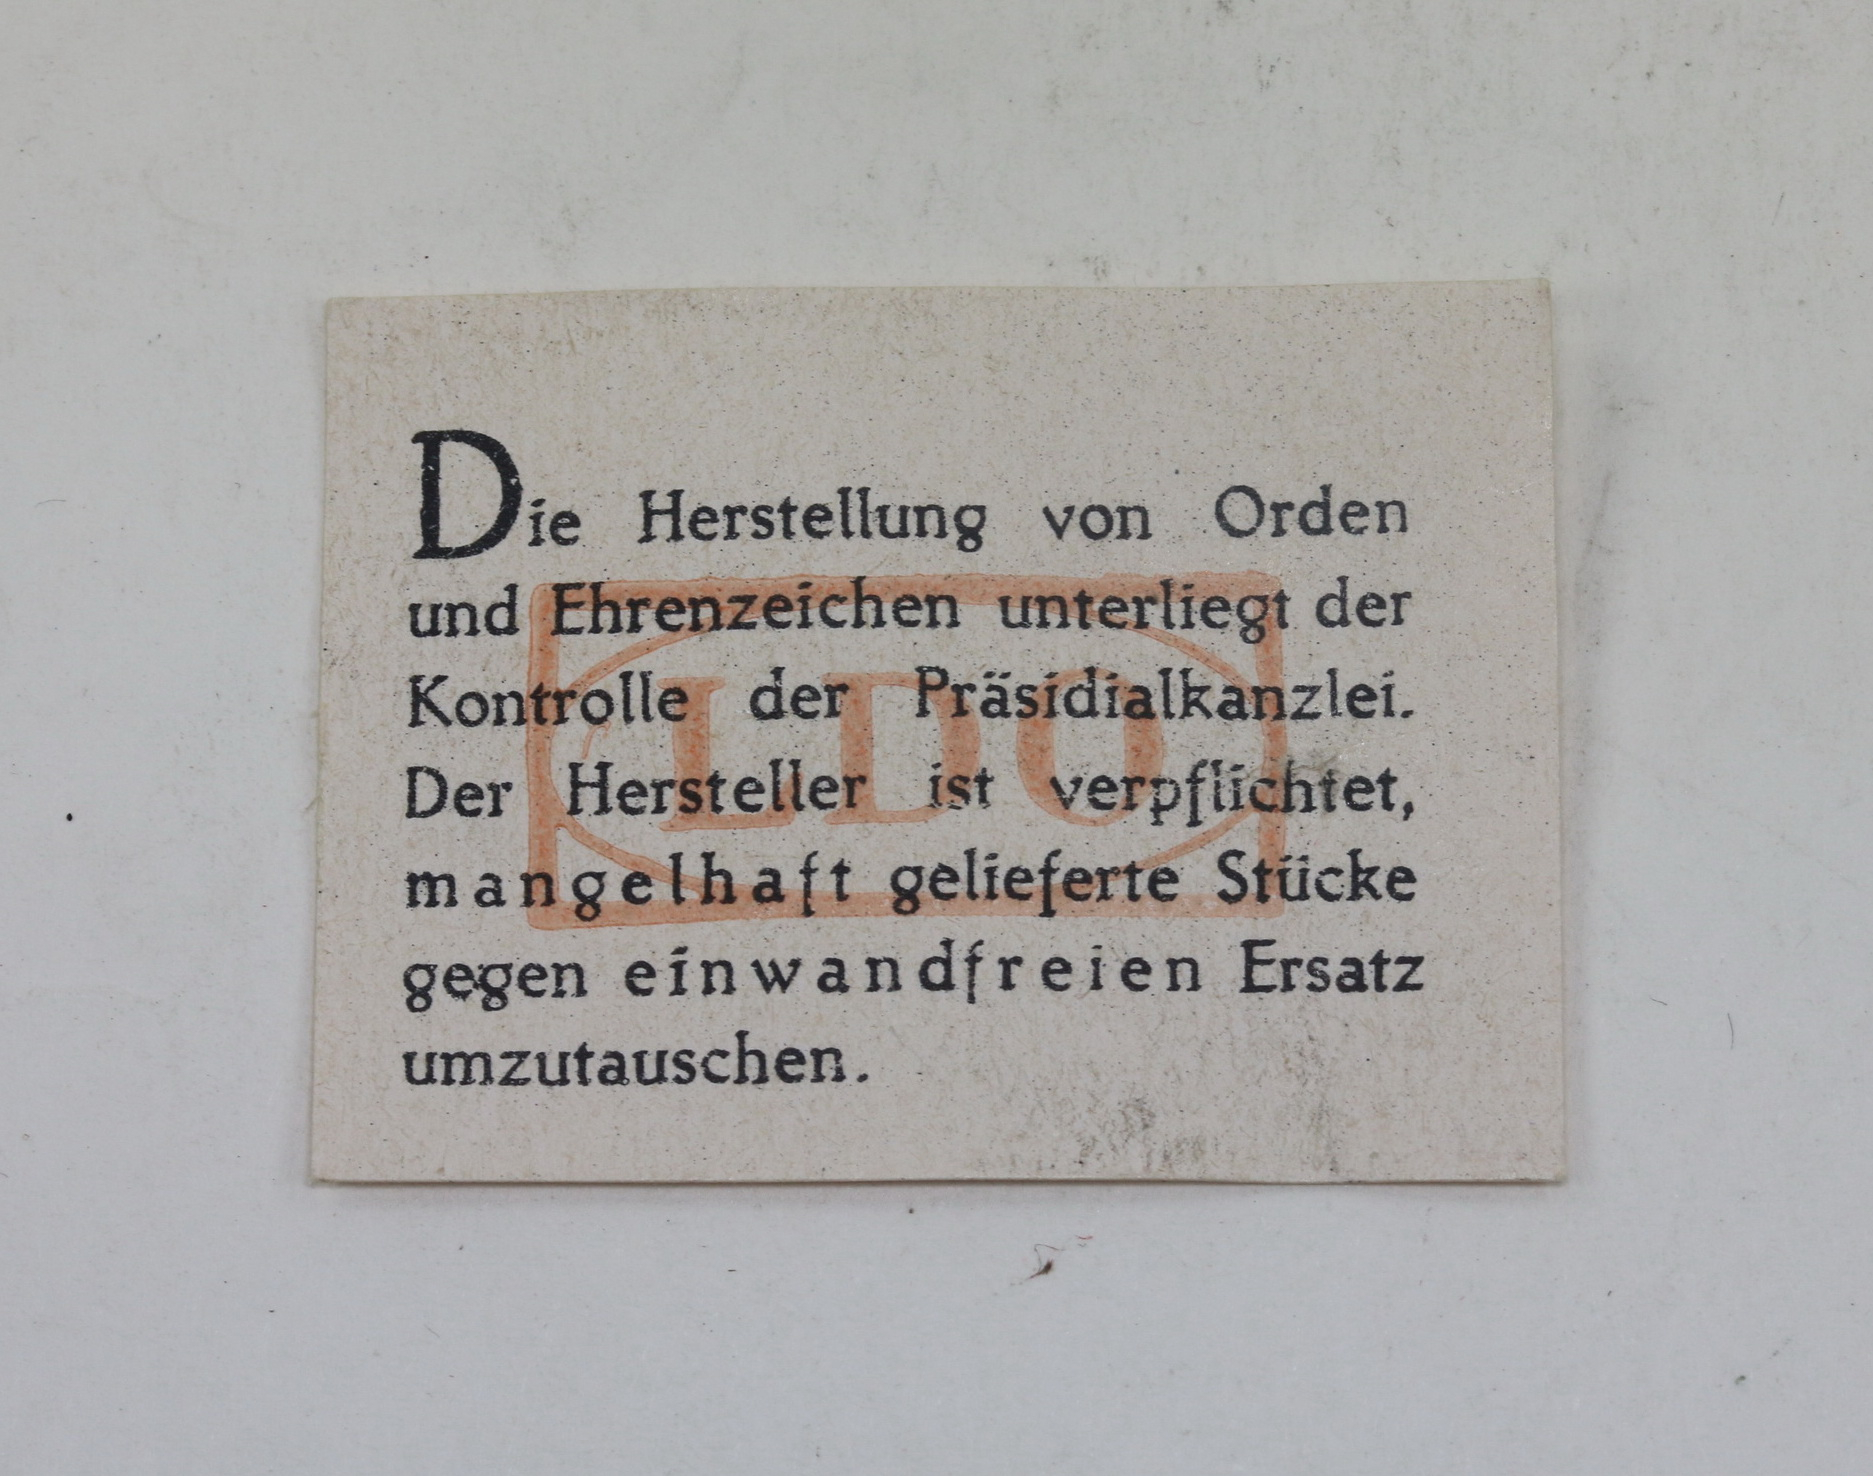 Die Herstellung von Orden
und Ehrenzeichen unterliegt der
Kontrolle der Präsidialkanzlei.
Der Hersteller ist verpflichtet,
mangelhaft gelieferte Stücke
gegen einwandfreien Ersatz
umzutauschen.
LDO